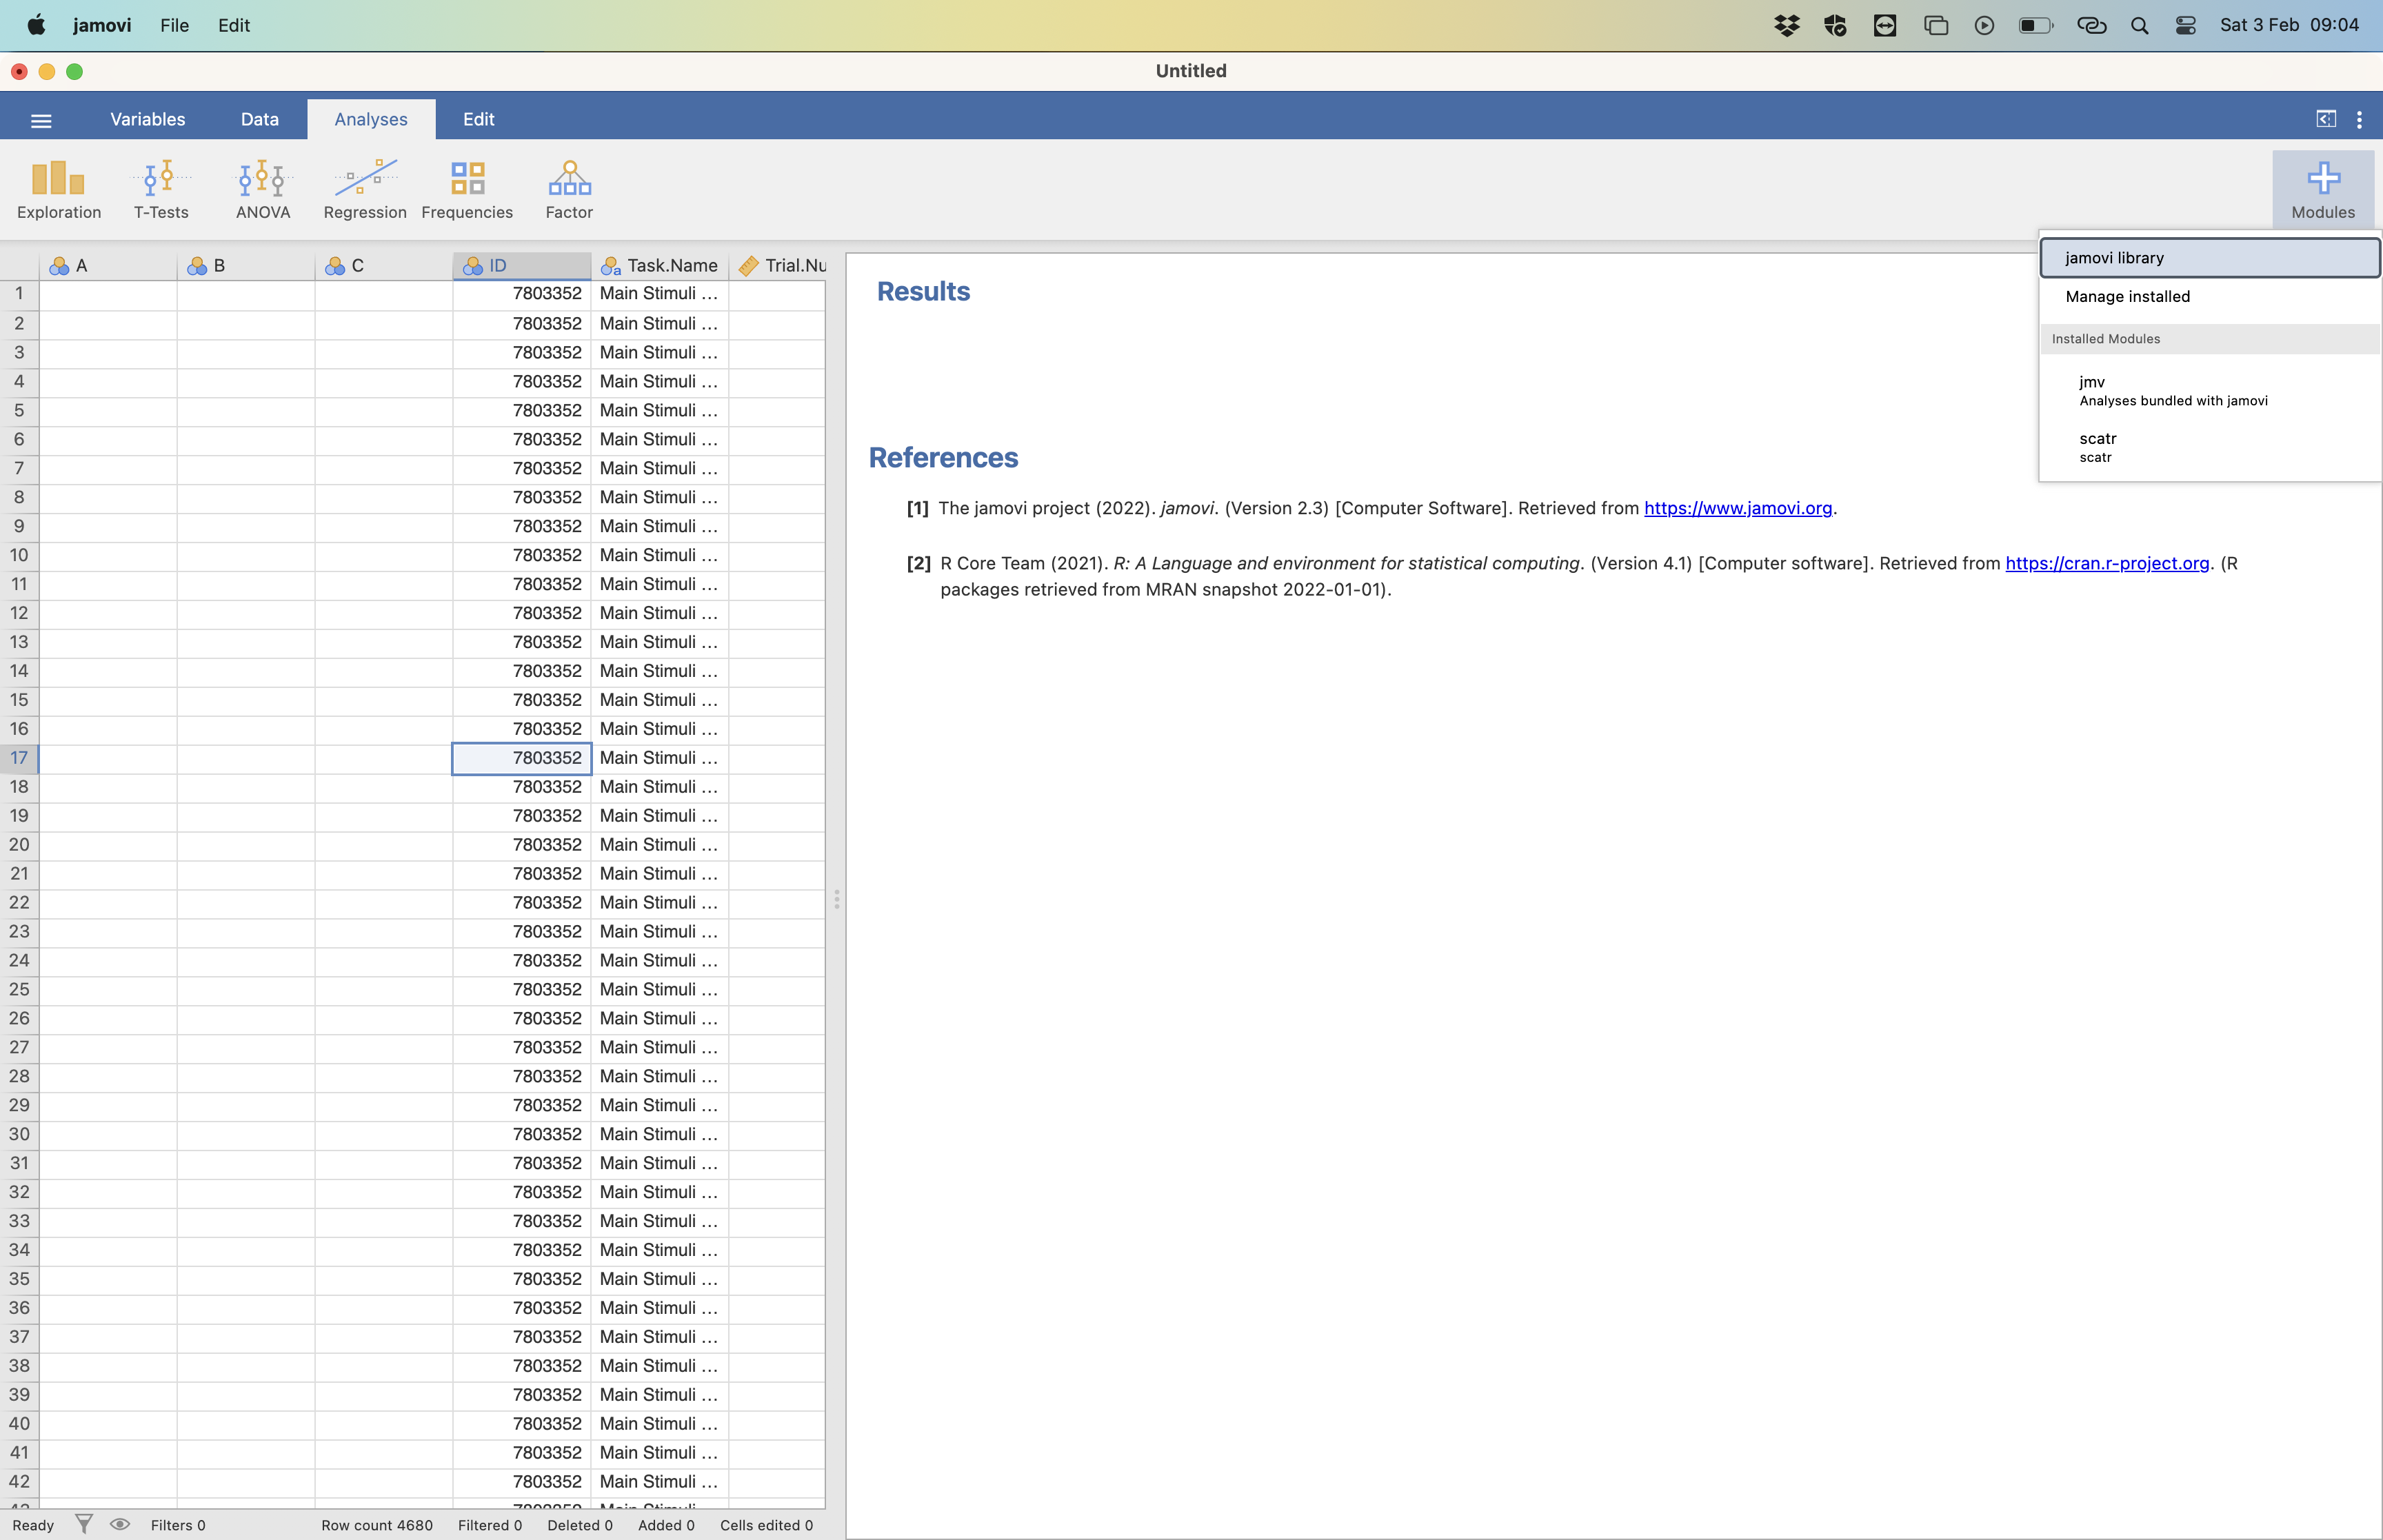 jamovi File Edit Sat 3 Feb 09:04
Untitled
Variables Data Analyses Edit
Exploration T-Tests ANOVA Regression Frequencies Factor Modules
jamovi library
Manage installed
Installed Modules
jmv
Analyses bundled with jamovi
scatr
scatr
A B C ID Task.Name Trial.Nu
1 7803352 Main Stimuli ...
2 7803352 Main Stimuli ...
3 7803352 Main Stimuli ...
4 7803352 Main Stimuli ...
5 7803352 Main Stimuli ...
6 7803352 Main Stimuli ...
7 7803352 Main Stimuli ...
8 7803352 Main Stimuli ...
9 7803352 Main Stimuli ...
10 7803352 Main Stimuli ...
11 7803352 Main Stimuli ...
12 7803352 Main Stimuli ...
13 7803352 Main Stimuli ...
14 7803352 Main Stimuli ...
15 7803352 Main Stimuli ...
16 7803352 Main Stimuli ...
17 7803352 Main Stimuli ...
18 7803352 Main Stimuli ...
19 7803352 Main Stimuli ...
20 7803352 Main Stimuli ...
21 7803352 Main Stimuli ...
22 7803352 Main Stimuli ...
23 7803352 Main Stimuli ...
24 7803352 Main Stimuli ...
25 7803352 Main Stimuli ...
26 7803352 Main Stimuli ...
27 7803352 Main Stimuli ...
28 7803352 Main Stimuli ...
29 7803352 Main Stimuli ...
30 7803352 Main Stimuli ...
31 7803352 Main Stimuli ...
32 7803352 Main Stimuli ...
33 7803352 Main Stimuli ...
34 7803352 Main Stimuli ...
35 7803352 Main Stimuli ...
36 7803352 Main Stimuli ...
37 7803352 Main Stimuli ...
38 7803352 Main Stimuli ...
39 7803352 Main Stimuli ...
40 7803352 Main Stimuli ...
41 7803352 Main Stimuli ...
42 7803352 Main Stimuli ...
Results
References
[1] The jamovi project (2022). jamovi. (Version 2.3) [Computer Software]. Retrieved from https://www.jamovi.org.
[2] R Core Team (2021). R: A Language and environment for statistical computing. (Version 4.1) [Computer software]. Retrieved from https://cran.r-project.org. (R
packages retrieved from MRAN snapshot 2022-01-01).
Ready Filters 0 Row count 4680 Filtered 0 Deleted 0 Added 0 Cells edited 0